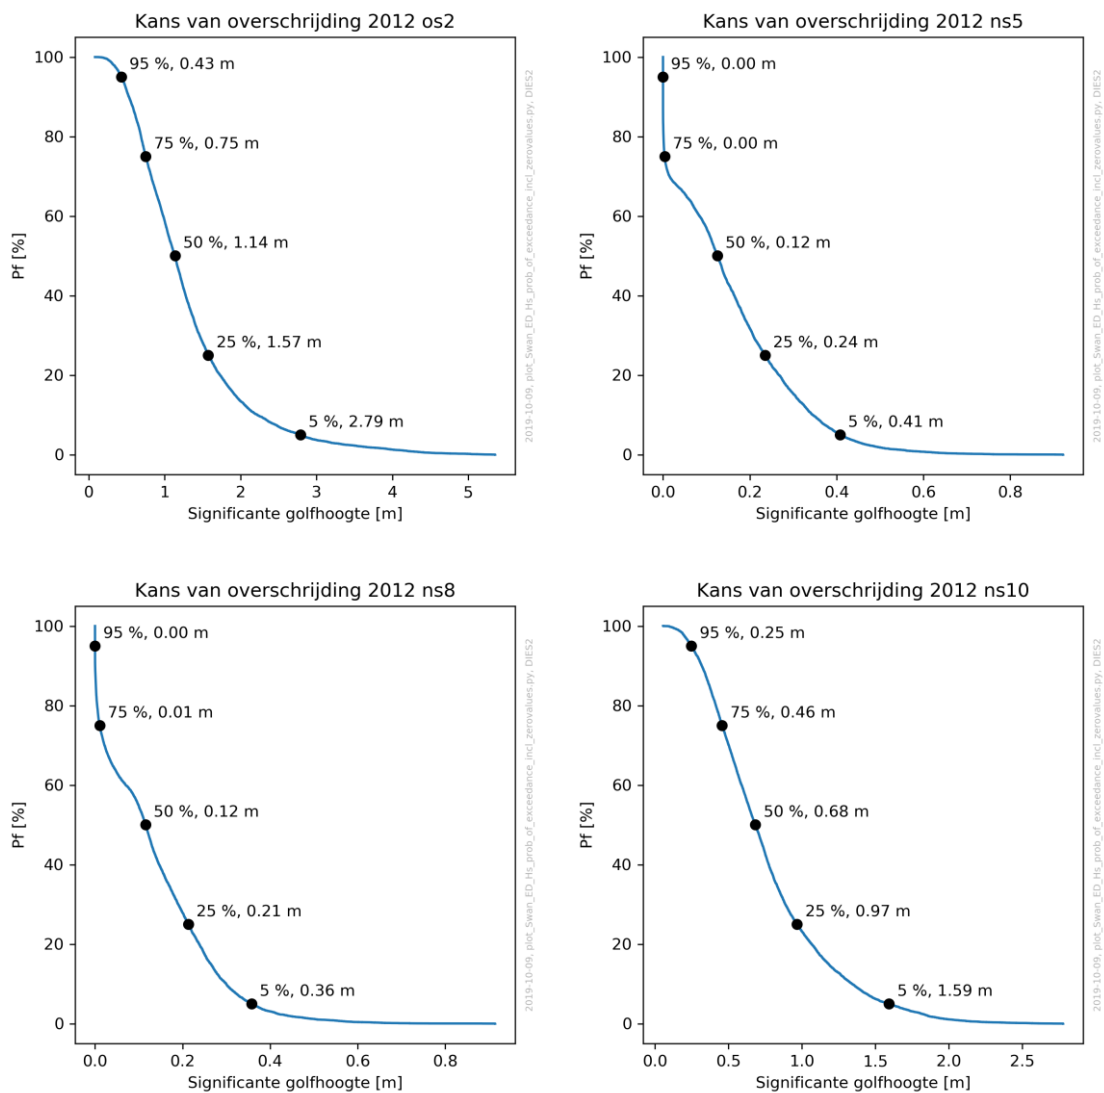 Kans van overschrijding 2012 os2
100
95 %, 0.43 m
80
75 %, 0.75 m
60
50 %, 1.14 m
40
25 %, 1.57 m
20
5 %, 2.79 m
0
Pf [%]
0 1 2 3 4 5
Significante golfhoogte [m]
2019-10-09, plot_Swan_ED_Hs_prob_of_exceedance_incl_zerovalues.py, DIES2
Kans van overschrijding 2012 ns5
100
95 %, 0.00 m
80
75 %, 0.00 m
60
50 %, 0.12 m
40
25 %, 0.24 m
20
5 %, 0.41 m
0
Pf [%]
0.0 0.2 0.4 0.6 0.8
Significante golfhoogte [m]
2019-10-09, plot_Swan_ED_Hs_prob_of_exceedance_incl_zerovalues.py, DIES2
Kans van overschrijding 2012 ns8
100
95 %, 0.00 m
80
75 %, 0.01 m
60
50 %, 0.12 m
40
25 %, 0.21 m
20
5 %, 0.36 m
0
Pf [%]
0.0 0.2 0.4 0.6 0.8
Significante golfhoogte [m]
2019-10-09, plot_Swan_ED_Hs_prob_of_exceedance_incl_zerovalues.py, DIES2
Kans van overschrijding 2012 ns10
100
95 %, 0.25 m
80
75 %, 0.46 m
60
50 %, 0.68 m
40
25 %, 0.97 m
20
5 %, 1.59 m
0
Pf [%]
0.0 0.5 1.0 1.5 2.0 2.5
Significante golfhoogte [m]
2019-10-09, plot_Swan_ED_Hs_prob_of_exceedance_incl_zerovalues.py, DIES2